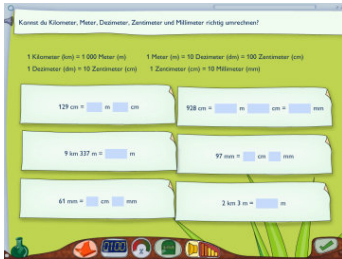 Kannst du Kilometer, Meter, Dezimeter, Zentimeter und Millimeter richtig umrechnen?
1 Kilometer (km) = 1 000 Meter (m) 1 Meter (m) = 10 Dezimeter (dm) = 100 Zentimeter (cm)
1 Dezimeter (dm) = 10 Zentimeter (cm) 1 Zentimeter (cm) = 10 Millimeter (mm)
129 cm = m cm 928 cm = m cm = mm
9 km 337 m = m 97 mm = cm mm
61 mm = cm mm 2 km 3 m = m